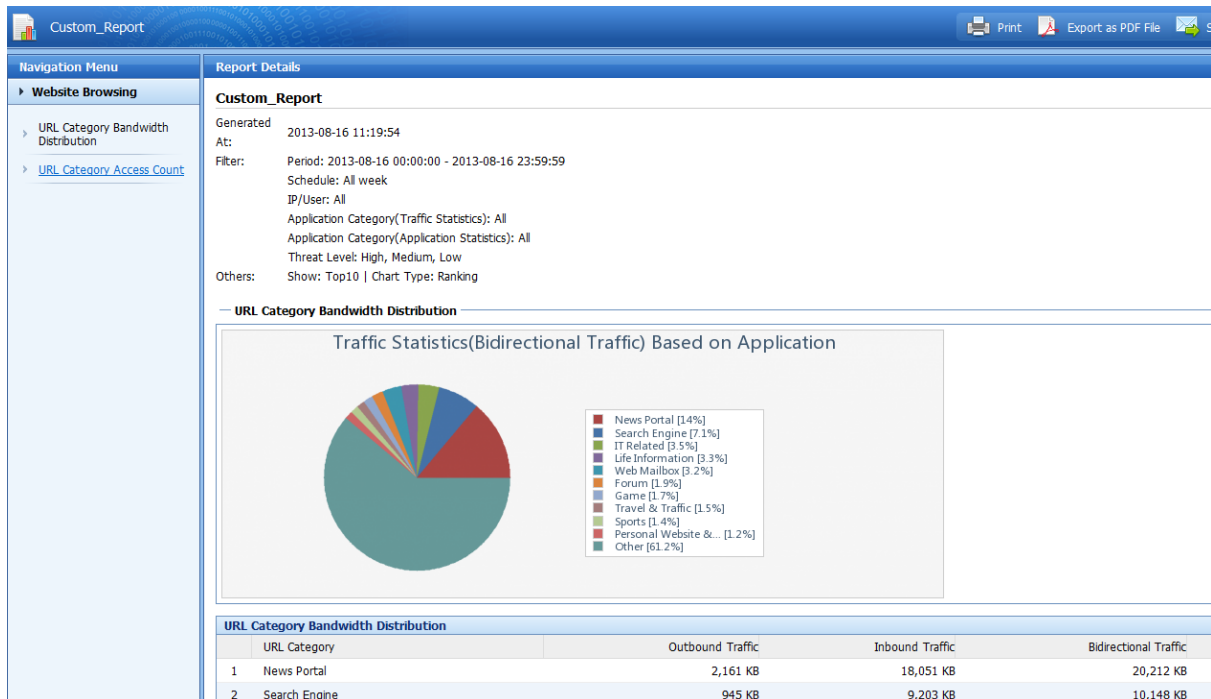 Custom_Report
Print
Export as PDF File
Navigation Menu
Website Browsing
URL Category Bandwidth
Distribution
URL Category Access Count
Report Details
Custom_Report
Generated
At:
2013-08-16 11:19:54
Filter:
Period: 2013-08-16 00:00:00 - 2013-08-16 23:59:59
Schedule: All week
IP/User: All
Application Category(Traffic Statistics): All
Application Category(Application Statistics): All
Threat Level: High, Medium, Low
Others:
Show: Top10 | Chart Type: Ranking
URL Category Bandwidth Distribution
Traffic Statistics(Bidirectional Traffic) Based on Application
News Portal [14%]
Search Engine [7.1%]
IT Related [3.5%]
Life Information [3.3%]
Web Mailbox [3.2%]
Forum [1.9%]
Game [1.7%]
Travel & Traffic [1.5%]
Sports [1.4%]
Personal Website &... [1.2%]
Other [61.2%]
URL Category Bandwidth Distribution
URL Category Outbound Traffic Inbound Traffic Bidirectional Traffic
1 News Portal 2,161 KB 18,051 KB 20,212 KB
2 Search Engine 945 KB 9,203 KB 10,148 KB